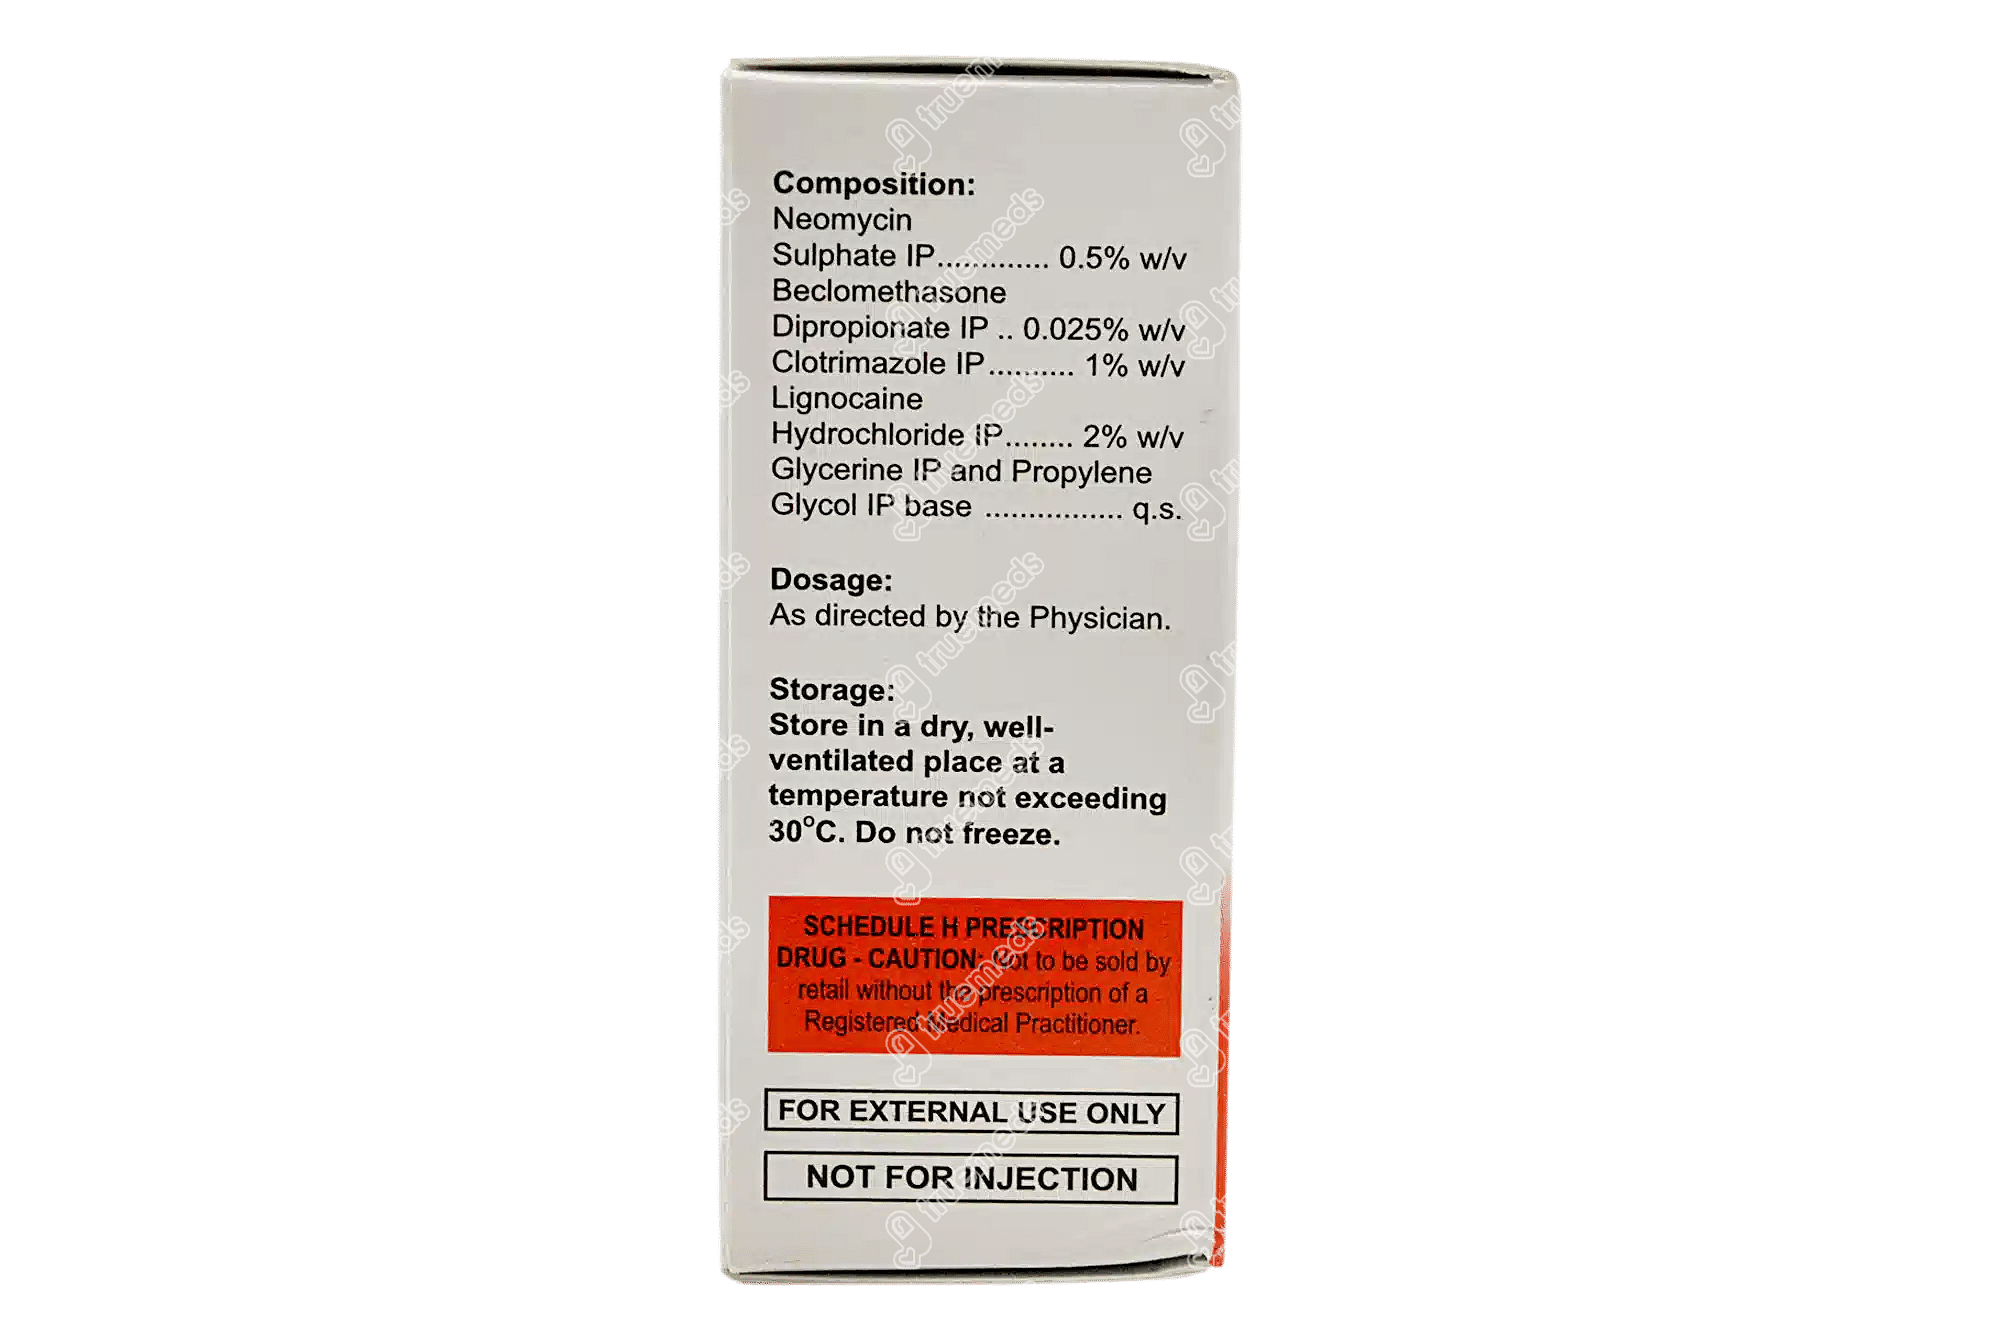 Composition:
Neomycin
Sulphate IP............. 0.5% w/v
Beclomethasone
Dipropionate IP .. 0.025% w/v
Clotrimazole IP.......... 1% w/v
Lignocaine
Hydrochloride IP........ 2% w/v
Glycerine IP and Propylene
Glycol IP base ................ q.s.
Dosage:
As directed by the Physician.
Storage:
Store in a dry, well-
ventilated place at a
temperature not exceeding
30°C. Do not freeze.
SCHEDULE H PRESCRIPTION
DRUG - CAUTION: Not to be sold by
retail without the prescription of a
Registered Medical Practitioner.
FOR EXTERNAL USE ONLY
NOT FOR INJECTION
truemeds